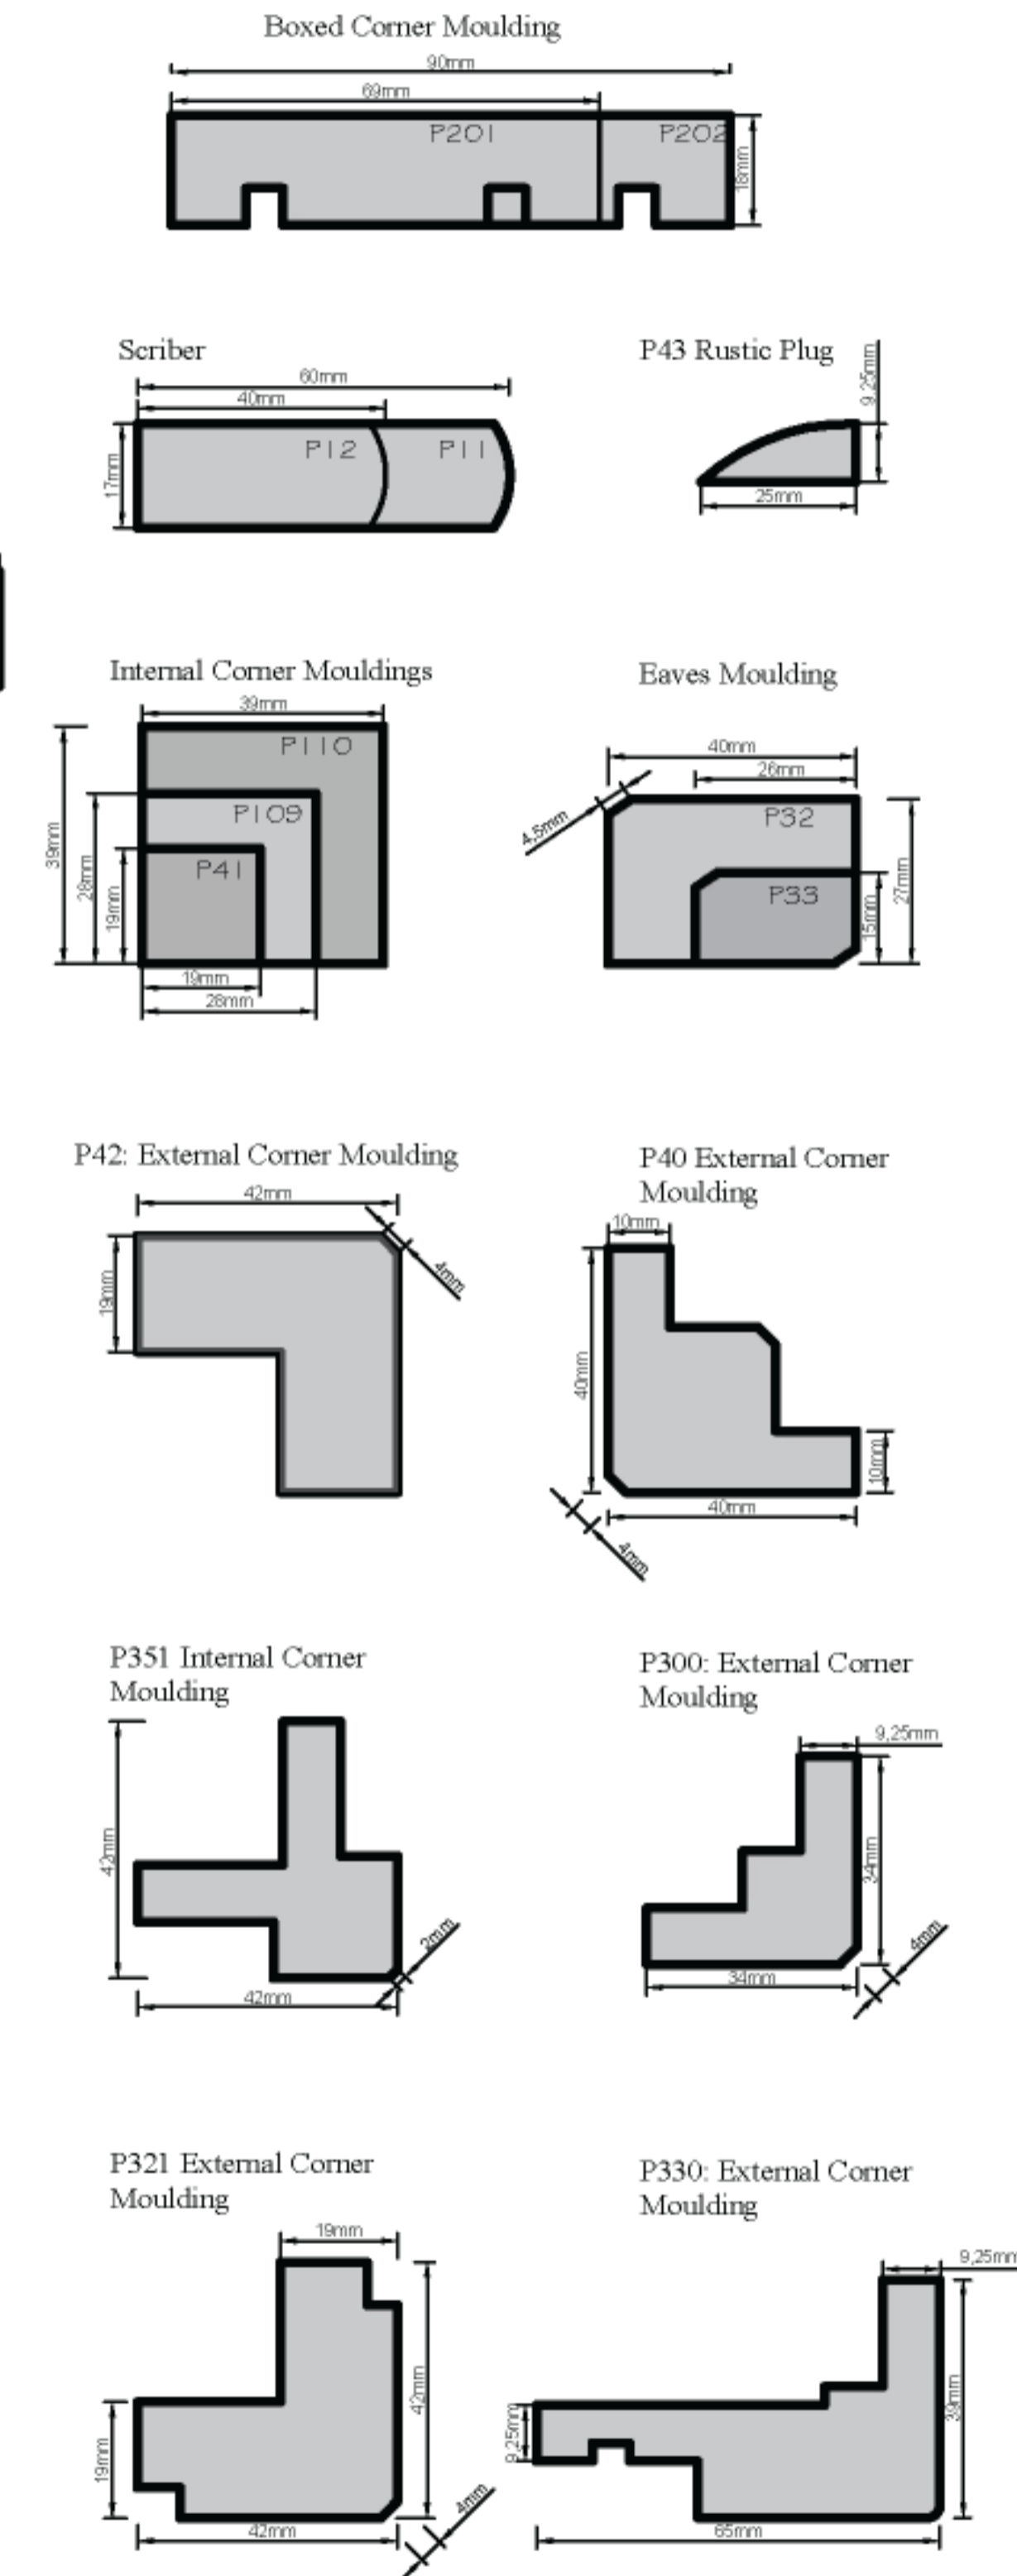 Boxed Corner Moulding
90mm
69mm
P201
P202
18mm
Scriber
60mm
40mm
P12
P11
17mm
P43 Rustic Plug
9,25mm
25mm
Internal Corner Mouldings
39mm
P110
P109
P41
39mm
28mm
19mm
19mm
28mm
Eaves Moulding
40mm
26mm
4,5mm
P32
P33
15mm
27mm
P42: External Corner Moulding
42mm
19mm
4mm
P40 External Corner
Moulding
10mm
40mm
10mm
40mm
4mm
P351 Internal Corner
Moulding
42mm
2mm
42mm
P300: External Corner
Moulding
9,25mm
34mm
4mm
34mm
P321 External Corner
Moulding
19mm
42mm
19mm
4mm
42mm
P330: External Corner
Moulding
9,25mm
39mm
9,25mm
65mm